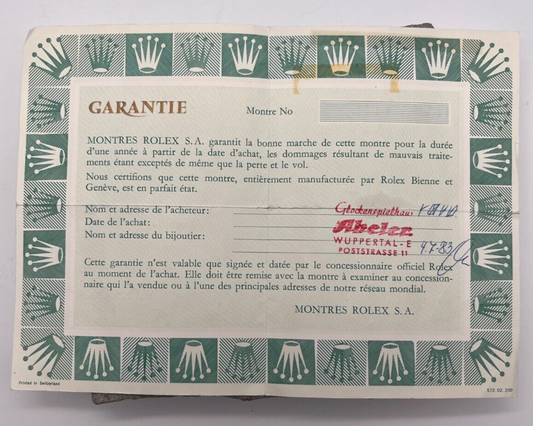 GARANTIE
Montre No
MONTRES ROLEX S.A. garantit la bonne marche de cette montre pour la durée
d'une année à partir de la date d'achat, les dommages résultant de mauvais traite-
ments étant exceptés de même que la perte et le vol.
Nous certifions que cette montre, entièrement manufacturée par Rolex Bienne et
Genève, est en parfait état.
Nom et adresse de l'acheteur:
Date de l'achat:
Nom et adresse du bijoutier:
Abeler
WUPPERTAL-E
POSTSTRASSE 11
Cette garantie n'est valable que signée et datée par le concessionnaire officiel Rolex
au moment de l'achat. Elle doit être remise avec la montre à examiner au concession-
naire qui l'a vendue ou à l'une des principales adresses de notre réseau mondial.
MONTRES ROLEX S.A.
Printed in Switzerland